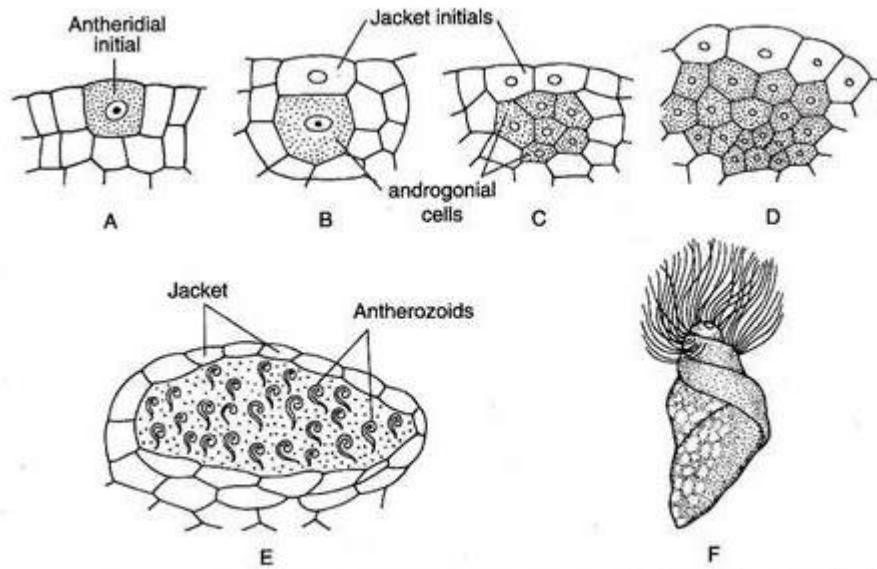 Antheridial
initial
Jacket initials
androgonial
cells
A
B
C
D
Jacket
Antherozoids
E
F